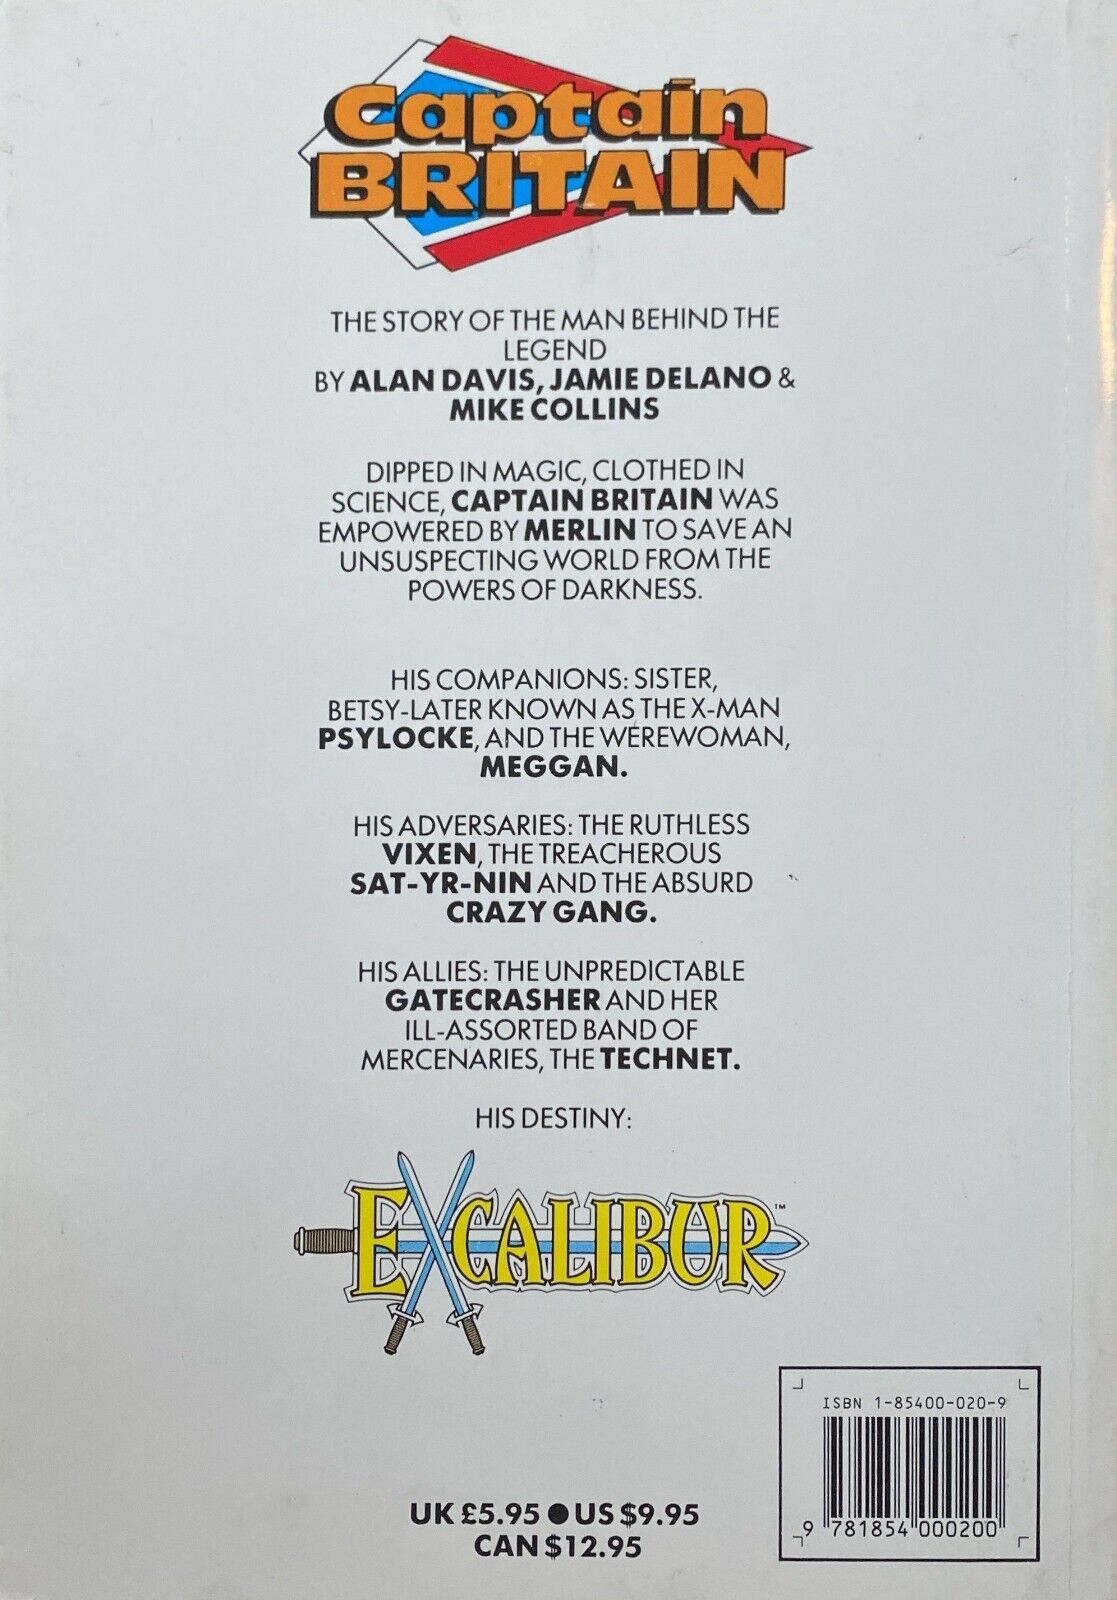 Captain
BRITAIN
THE STORY OF THE MAN BEHIND THE
LEGEND
BY ALAN DAVIS, JAMIE DELANO &
MIKE COLLINS
DIPPED IN MAGIC, CLOTHED IN
SCIENCE, CAPTAIN BRITAIN WAS
EMPOWERED BY MERLIN TO SAVE AN
UNSUSPECTING WORLD FROM THE
POWERS OF DARKNESS.
HIS COMPANIONS: SISTER,
BETSY-LATER KNOWN AS THE X-MAN
PSYLOCKE, AND THE WEREWOMAN,
MEGGAN.
HIS ADVERSARIES: THE RUTHLESS
VIXEN, THE TREACHEROUS
SAT-YR-NIN AND THE ABSURD
CRAZY GANG.
HIS ALLIES: THE UNPREDICTABLE
GATECRASHER AND HER
ILL-ASSORTED BAND OF
MERCENARIES, THE TECHNET.
HIS DESTINY:
EXCALIBUR™
ISBN 1-85400-020-9
9 781854 000200
UK £5.95 ● US $9.95
CAN $12.95